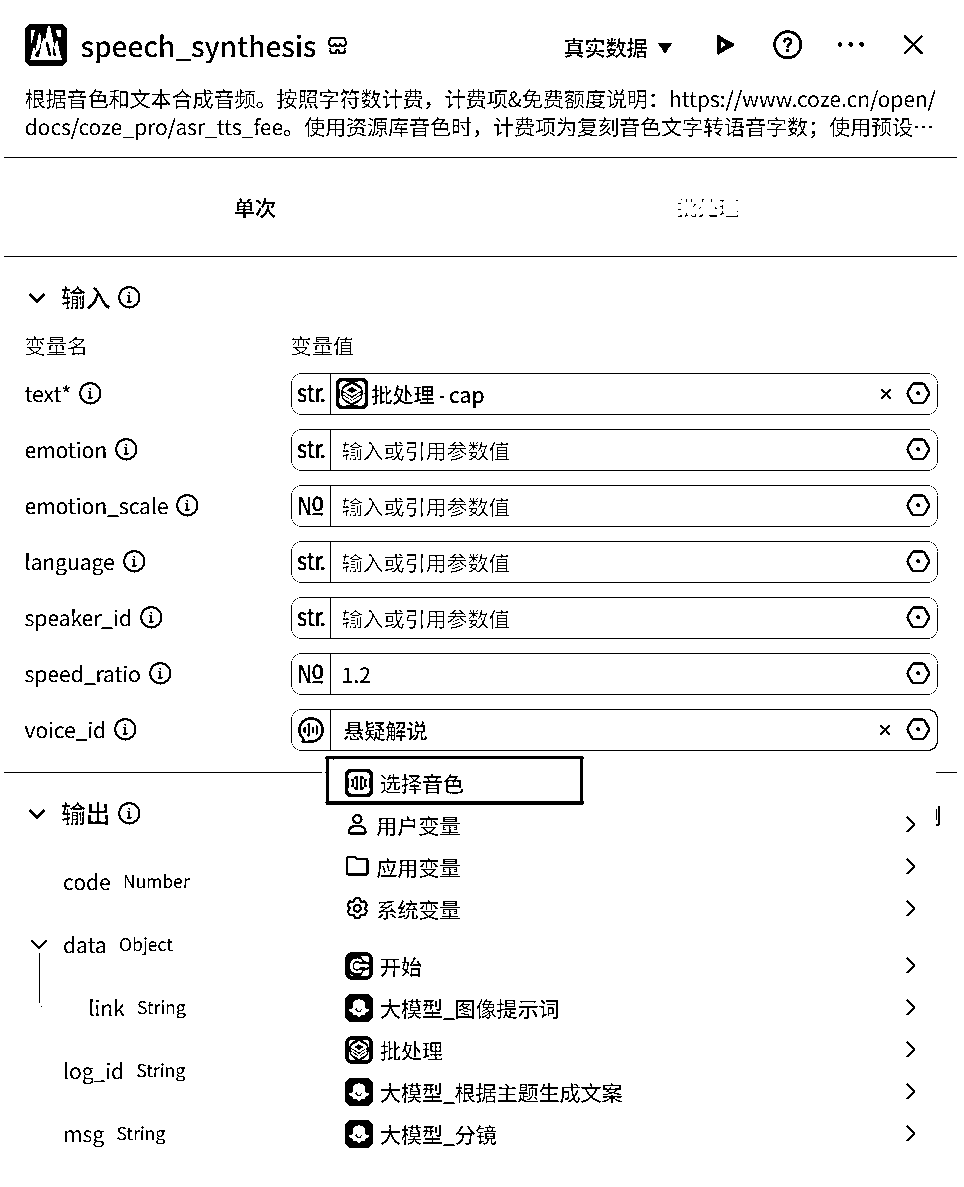 speech_synthesis
真实数据
根据音色和文本合成音频。按照字符数计费，计费项&免费额度说明：https://www.coze.cn/open/
docs/coze_pro/asr_tts_fee。使用资源库音色时，计费项为复刻音色文字转语音字数；使用预设…
单次
批处理
输入
变量名 变量值
text* str. 批处理 - cap
emotion str. 输入或引用参数值
emotion_scale № 输入或引用参数值
language str. 输入或引用参数值
speaker_id str. 输入或引用参数值
speed_ratio № 1.2
voice_id 悬疑解说
选择音色
用户变量
应用变量
系统变量
开始
大模型_图像提示词
批处理
大模型_根据主题生成文案
大模型_分镜
输出
code Number
data Object
link String
log_id String
msg String